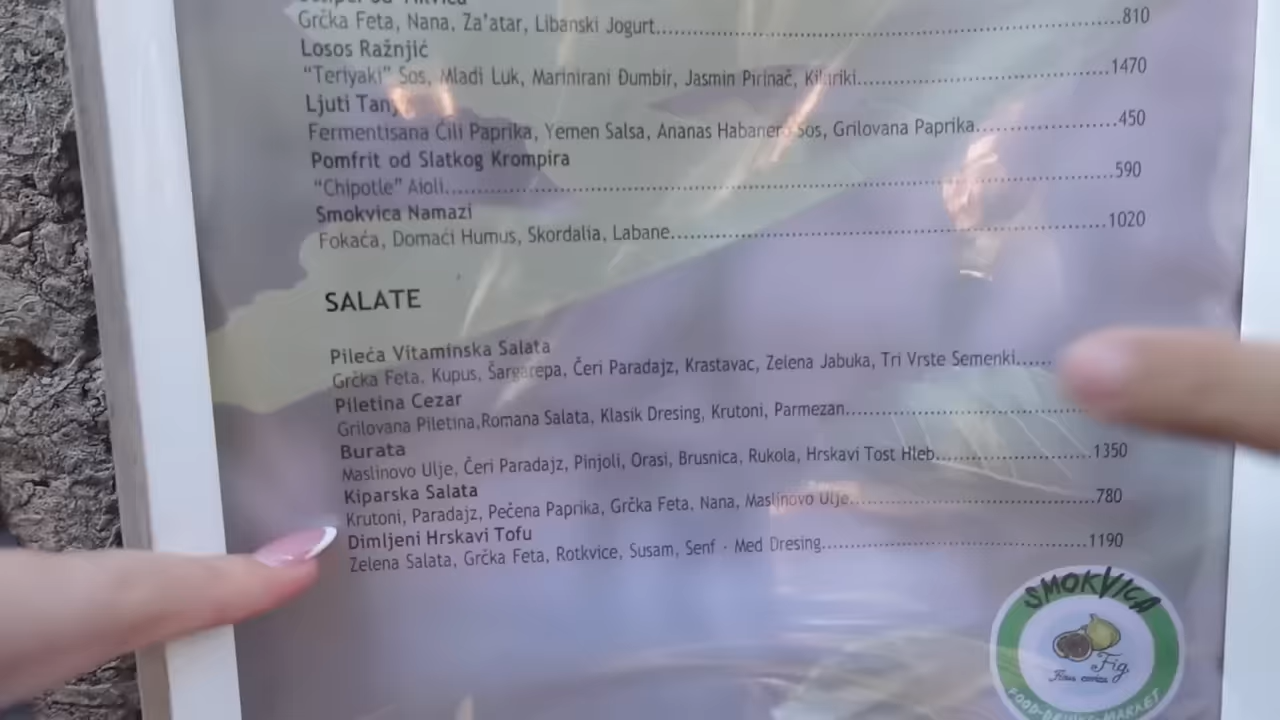 Grčka Feta, Nana, Za'atar, Libanski Jogurt..........810
Losos Ražnjić
“Teriyaki” Sos, Mladi Luk, Marinirani Đumbir, Jasmin Pirinač, Kikiriki..........1470
Ljuti Tanj
Fermentisana Čili Paprika, Yemen Salsa, Ananas Habanero Sos, Grilovana Paprika..........450
Pomfrit od Slatkog Krompira
“Chipotle” Aioli..........590
Smokvica Namazi
Fokaća, Domaći Humus, Skordalia, Labane..........1020
SALATE
Pileća Vitaminska Salata
Grčka Feta, Kupus, Šargarepa, Čeri Paradajz, Krastavac, Zelena Jabuka, Tri Vrste Semenki......
Piletina Cezar
Grilovana Piletina,Romana Salata, Klasik Dresing, Krutoni, Parmezan..........
Burata
Maslinovo Ulje, Čeri Paradajz, Pinjoli, Orasi, Brusnica, Rukola, Hrskavi Tost Hleb..........1350
Kiparska Salata
Krutoni, Paradajz, Pečena Paprika, Grčka Feta, Nana, Maslinovo Ulje..........780
Dimljeni Hrskavi Tofu
Zelena Salata, Grčka Feta, Rotkvice, Susam, Senf - Med Dresing..........1190
SMOKVICA
Fig
Ficus carica
FOOD-DRINKS-MARKET